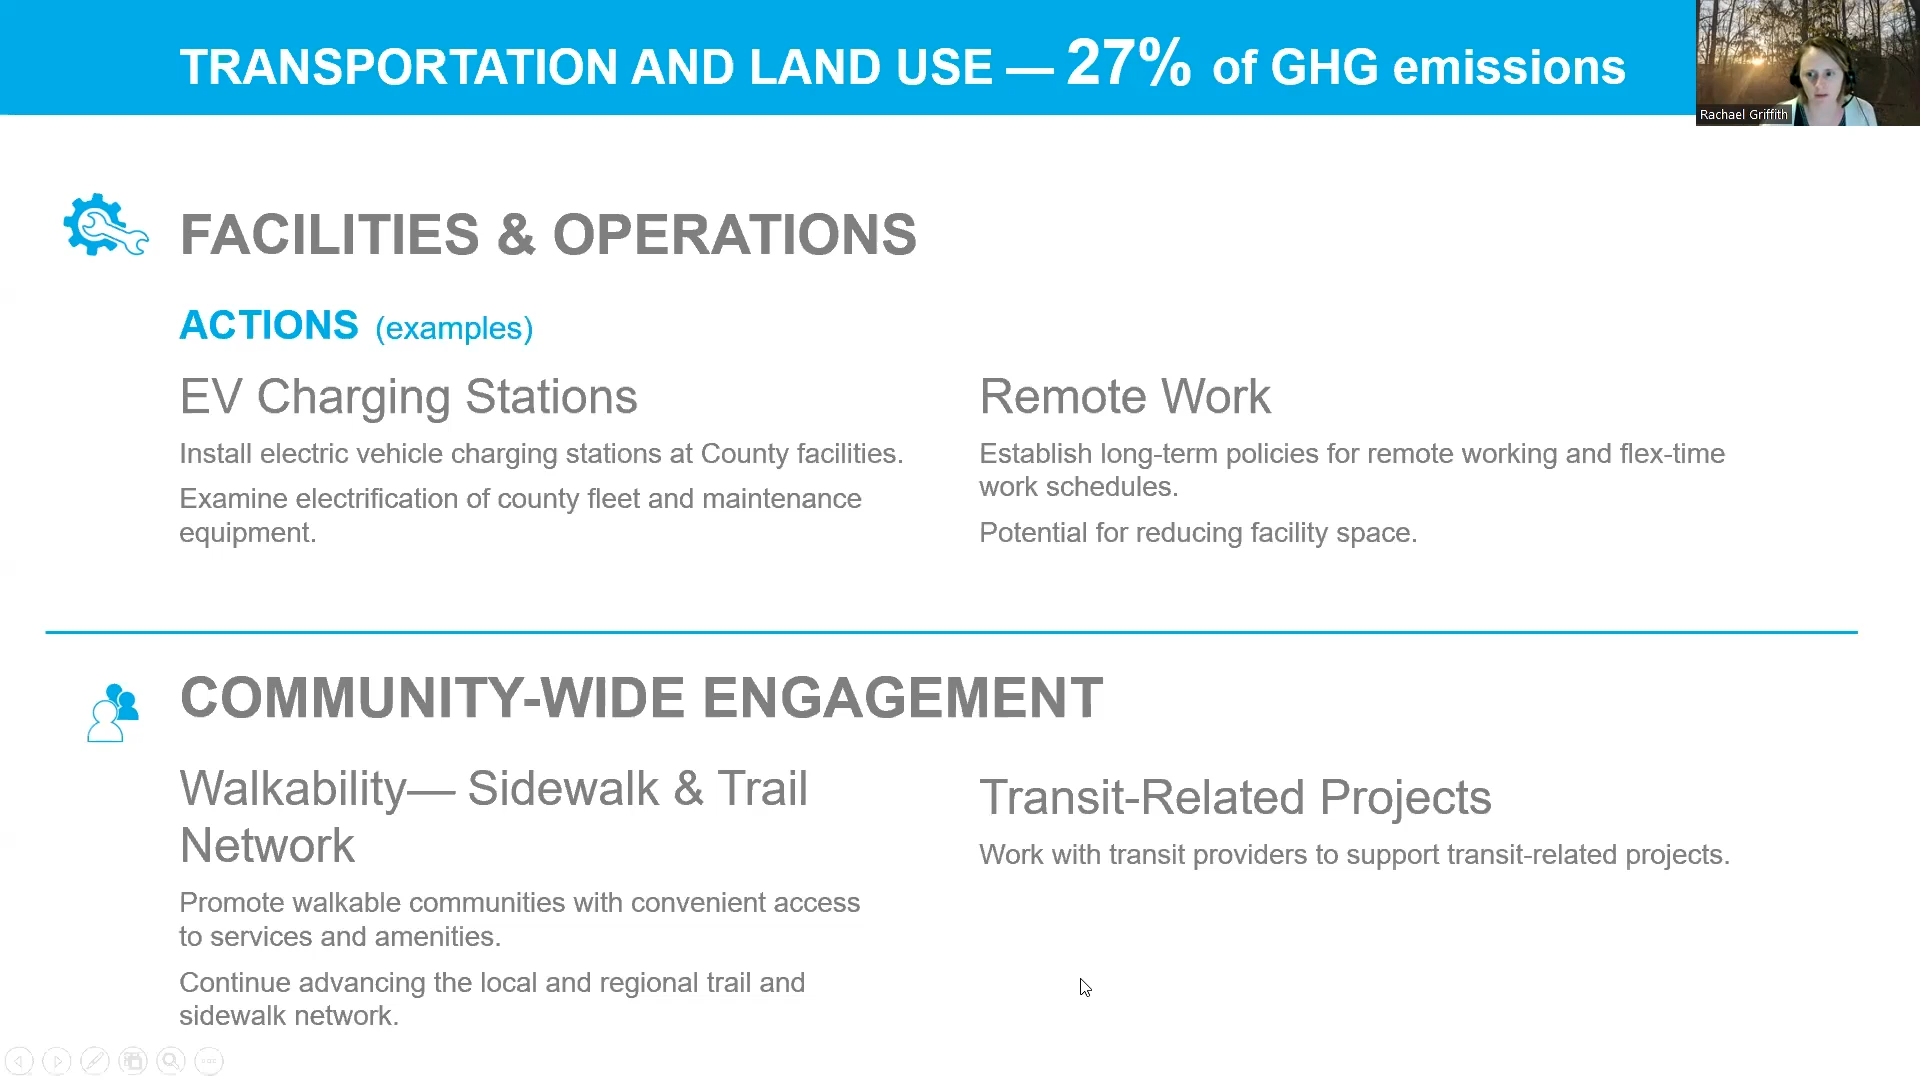 TRANSPORTATION AND LAND USE — 27% of GHG emissions
Rachael Griffith
FACILITIES & OPERATIONS
ACTIONS (examples)
EV Charging Stations
Install electric vehicle charging stations at County facilities.
Examine electrification of county fleet and maintenance
equipment.
Remote Work
Establish long-term policies for remote working and flex-time
work schedules.
Potential for reducing facility space.
COMMUNITY-WIDE ENGAGEMENT
Walkability— Sidewalk & Trail
Network
Promote walkable communities with convenient access
to services and amenities.
Continue advancing the local and regional trail and
sidewalk network.
Transit-Related Projects
Work with transit providers to support transit-related projects.